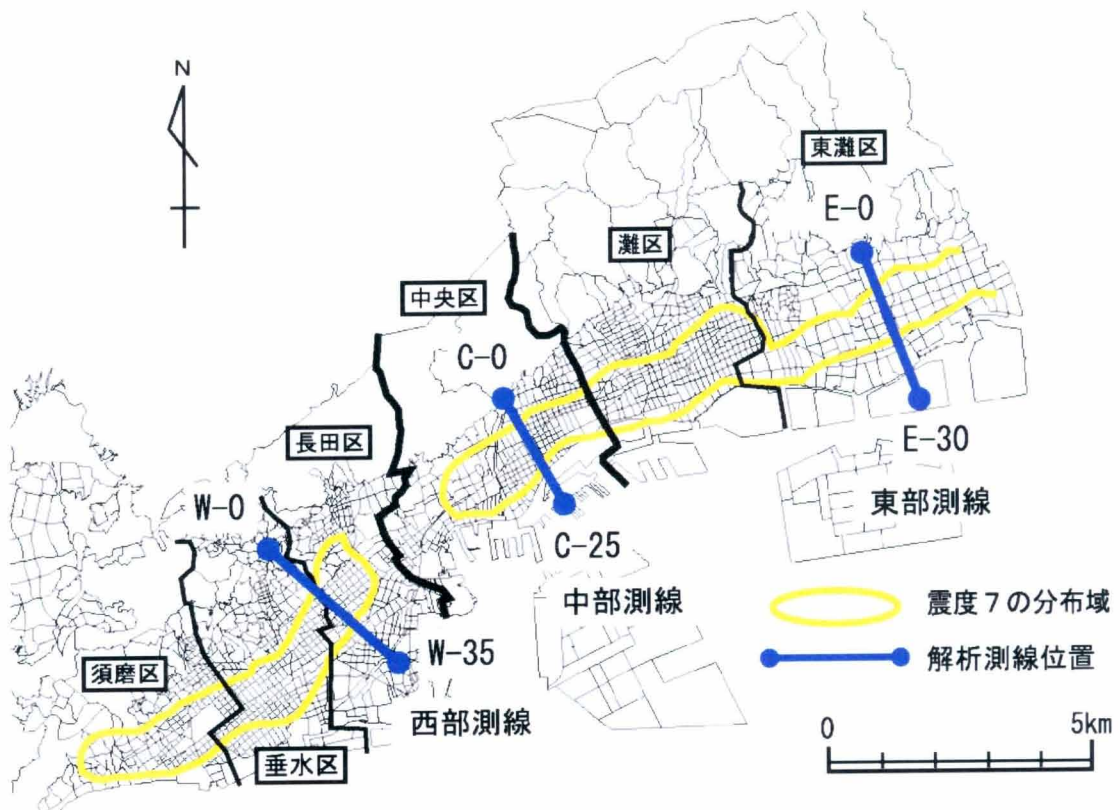 N
東灘区
E-0
灘区
中央区
C-0
長田区
W-0
E-30
東部測線
C-25
中部測線
震度7の分布域
W-35
解析測線位置
須磨区
西部測線
0
5km
垂水区